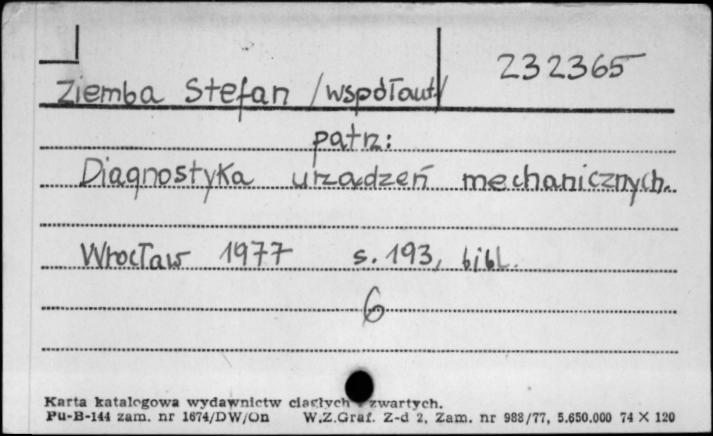 232365
Ziemba Stefan /współaut/
patrz:
Diagnostyka urządzeń mechanicznych.
Wrocław 1977 s. 193, bibl.
6
Karta katalogowa wydawnictw ciągłych i zwartych.
Pu-B-144 zam. nr 1674/DW/On W.Z.Graf. Z-d 2, Zam. nr 988/77, 5.650.000 74 X 120